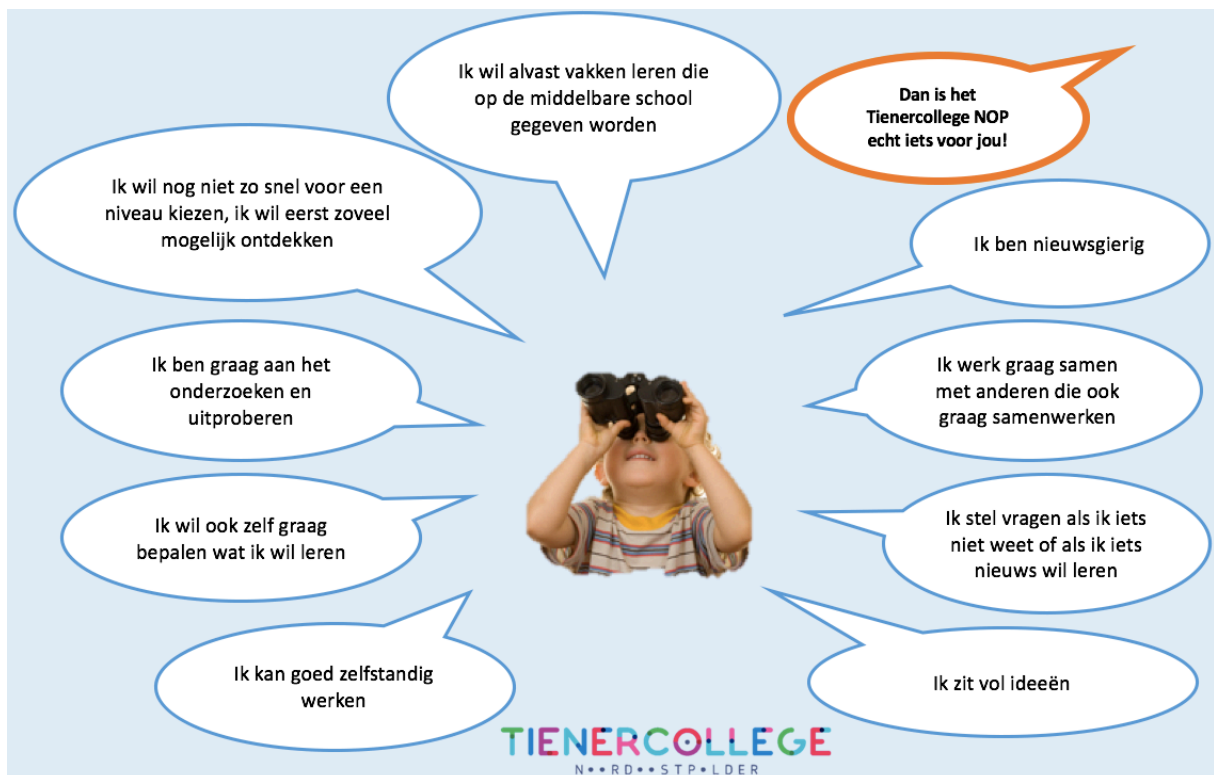 Ik wil alvast vakken leren die
op de middelbare school
gegeven worden
Dan is het
Tienercollege NOP
echt iets voor jou!
Ik wil nog niet zo snel voor een
niveau kiezen, ik wil eerst zoveel
mogelijk ontdekken
Ik ben nieuwsgierig
Ik ben graag aan het
onderzoeken en
uitproberen
Ik werk graag samen
met anderen die ook
graag samenwerken
Ik wil ook zelf graag
bepalen wat ik wil leren
Ik stel vragen als ik iets
niet weet of als ik iets
nieuws wil leren
Ik kan goed zelfstandig
werken
Ik zit vol ideeën
TIENERCOLLEGE
N••RD••STP•LDER